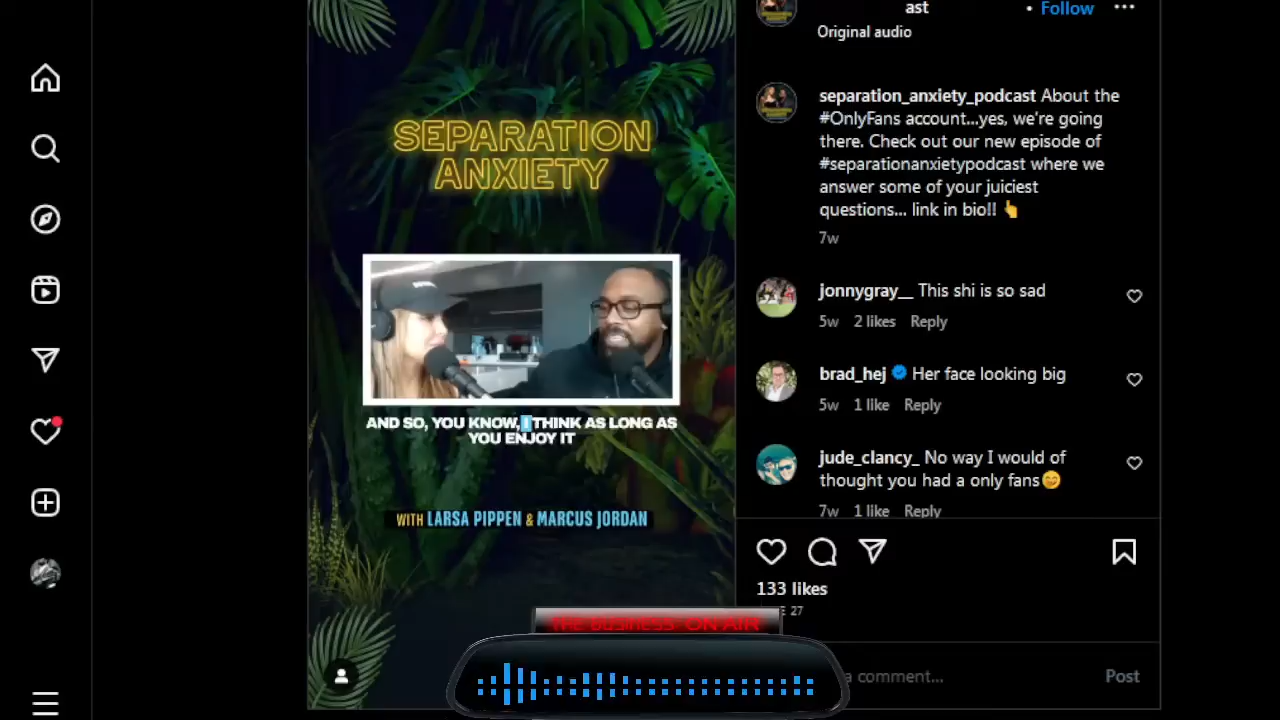 ast
• Follow
Original audio
SEPARATION
ANXIETY
AND SO, YOU KNOW, I THINK AS LONG AS
YOU ENJOY IT
WITH LARSA PIPPEN & MARCUS JORDAN
separation_anxiety_podcast About the
#OnlyFans account...yes, we're going
there. Check out our new episode of
#separationanxietypodcast where we
answer some of your juiciest
questions... link in bio!! 👆
7w
jonnygray__ This shi is so sad
5w 2 likes Reply
brad_hej Her face looking big
5w 1 like Reply
jude_clancy_ No way I would of
thought you had a only fans😊
7w 1 like Reply
133 likes
E 27
THE BUSINESS: ON AIR
a comment...
Post